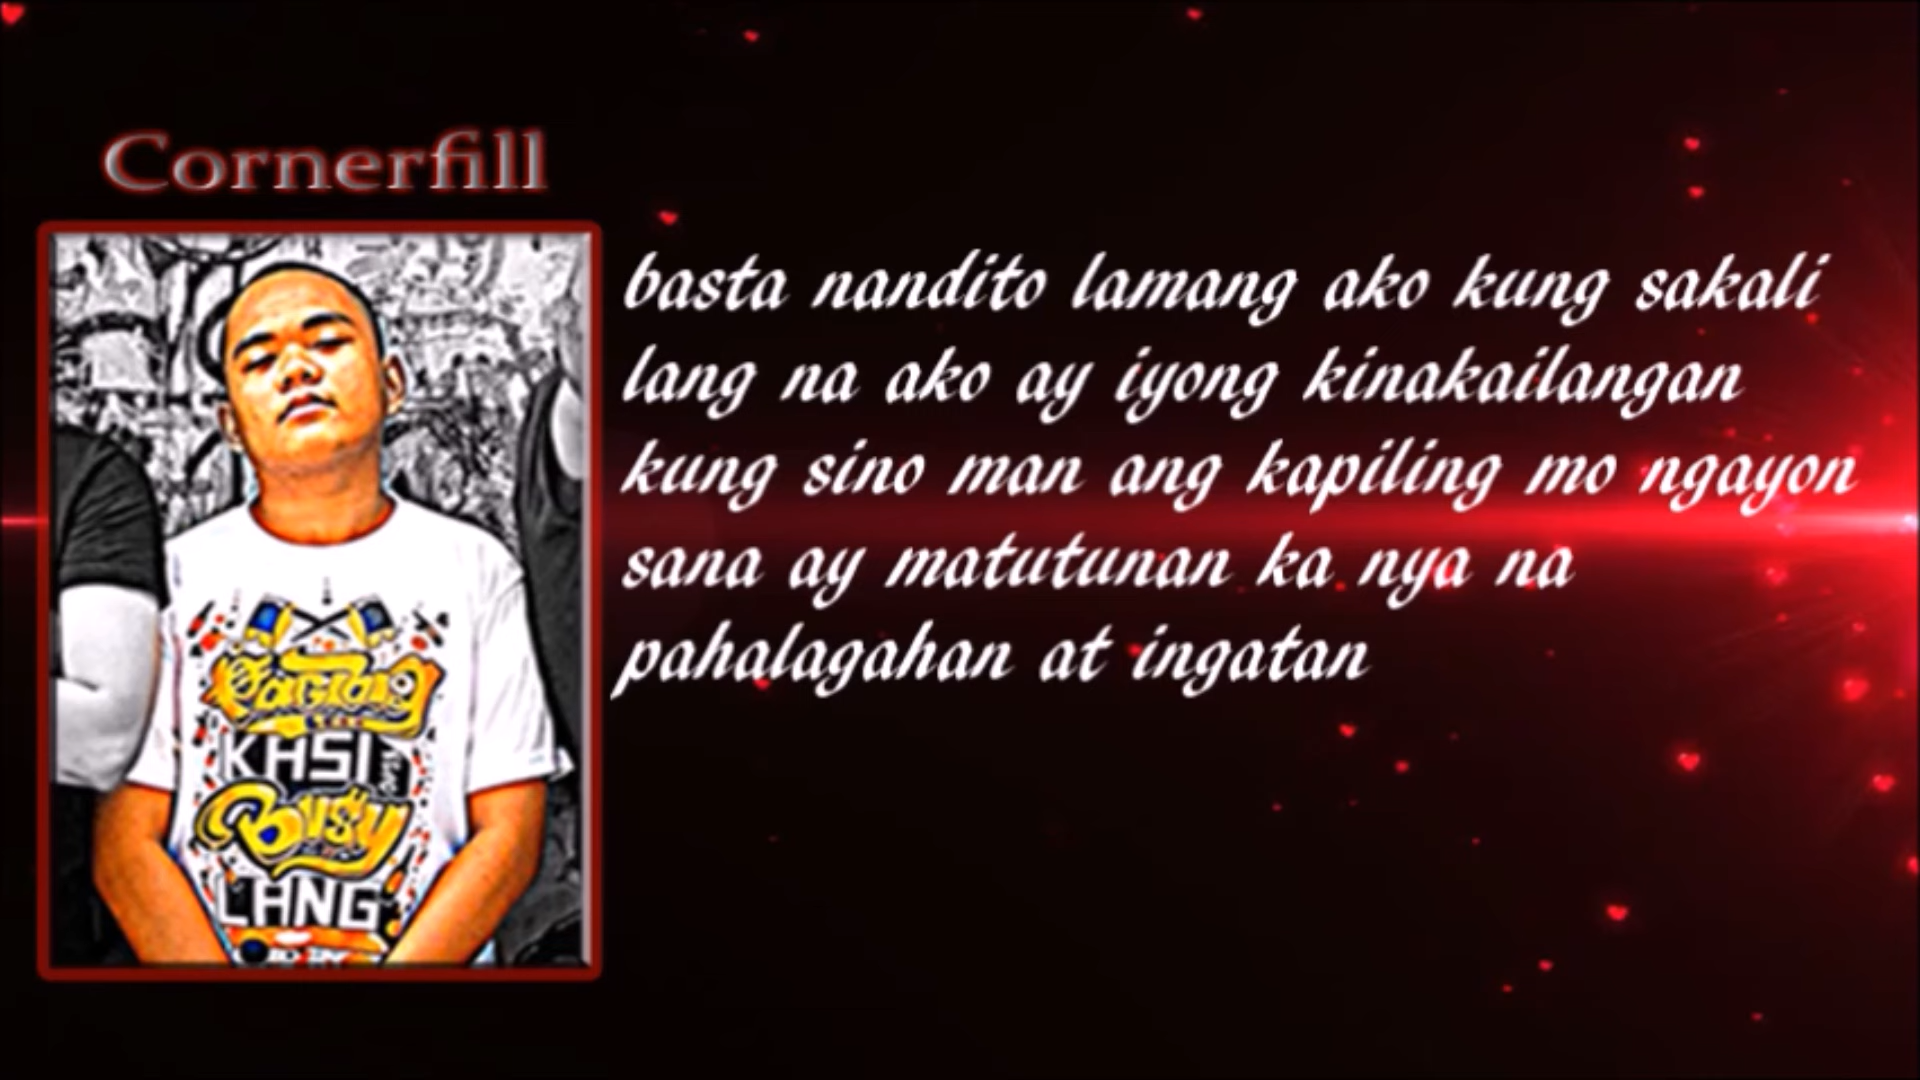 Cornerfill
basta nandito lamang ako kung sakali
lang na ako ay iyong kinakailangan
kung sino man ang kapiling mo ngayon
sana ay matutunan ka nya na
pahalagahan at ingatan
KASI
Busy
LANG